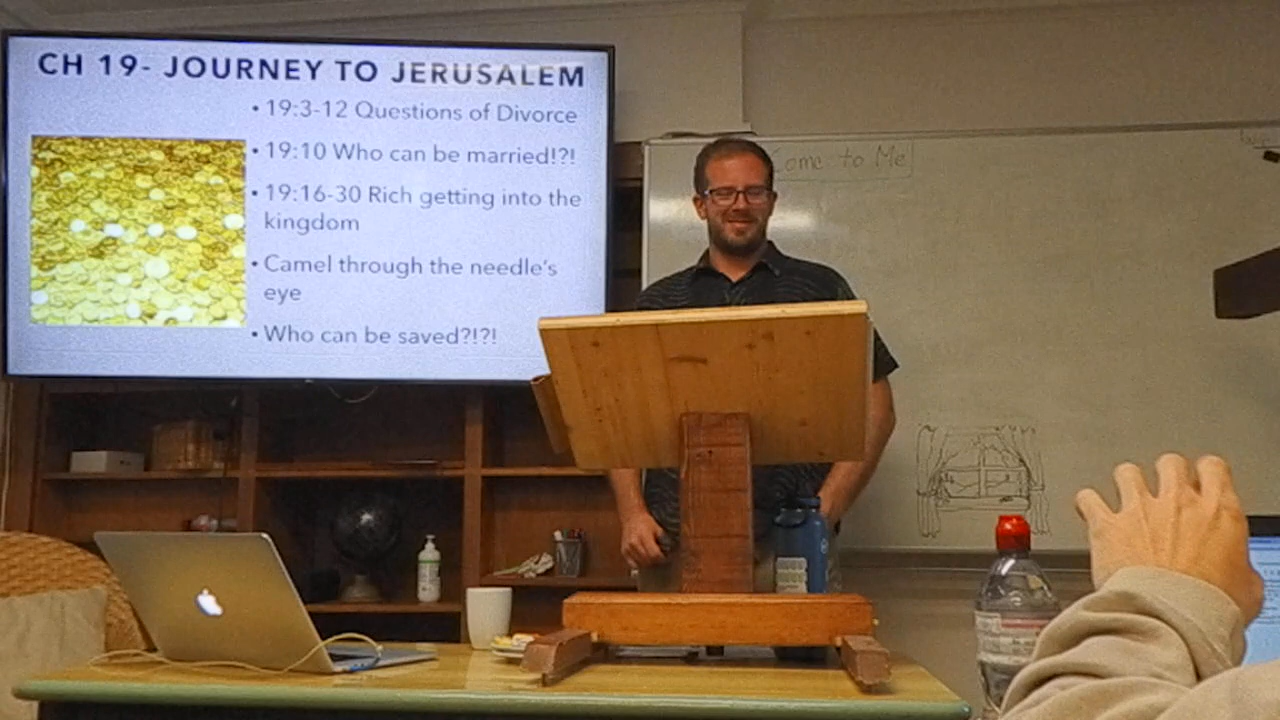 CH 19- JOURNEY TO JERUSALEM
• 19:3-12 Questions of Divorce
• 19:10 Who can be married!?!
• 19:16-30 Rich getting into the
kingdom
• Camel through the needle's
eye
• Who can be saved?!?!
come to Me